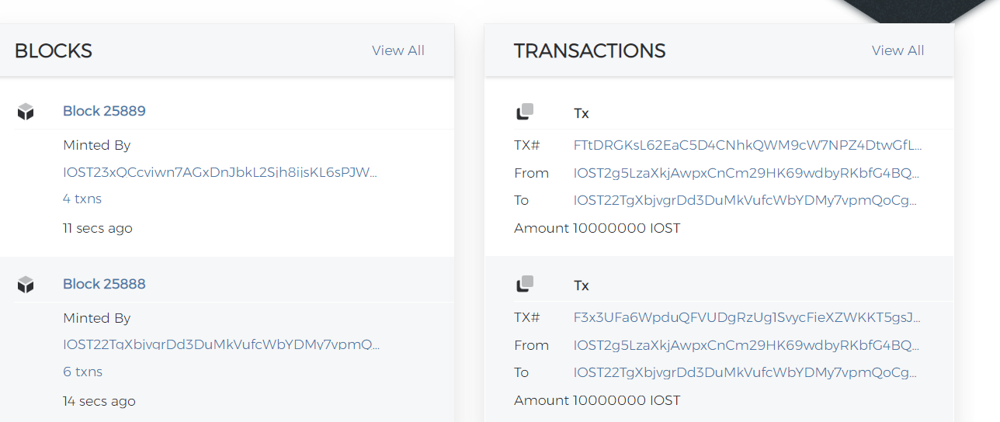 BLOCKS
View All
Block 25889
Minted By
IOST23xQCcviwn7AGxDnJbkL2Sjh8ijsKL6sPJW...
4 txns
11 secs ago
Block 25888
Minted By
IOST22TgXbjvgrDd3DuMkVufcWbYDMy7vpmQ...
6 txns
14 secs ago
TRANSACTIONS
View All
Tx
TX# FTtDRGKsL62EaC5D4CNhkQWM9cW7NPZ4DtwGfL...
From IOST2g5LzaXkjAwpxCnCm29HK69wdbyRKbfG4BQ...
To IOST22TgXbjvgrDd3DuMkVufcWbYDMy7vpmQoCg...
Amount 10000000 IOST
Tx
TX# F3x3UFa6WpduQFVUDgRzUg1SvycFieXZWKKT5gsJ...
From IOST2g5LzaXkjAwpxCnCm29HK69wdbyRKbfG4BQ...
To IOST22TgXbjvgrDd3DuMkVufcWbYDMy7vpmQoCg...
Amount 10000000 IOST